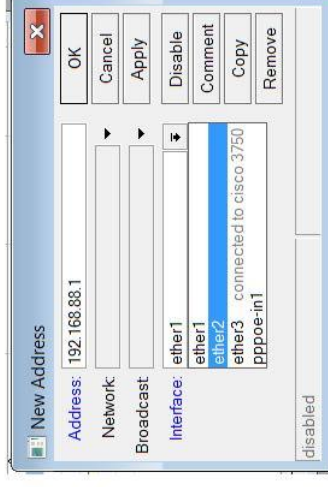 New Address
Address: 192.168.88.1
Network:
Broadcast
Interface: ether1
ether1
ether2
ether3 connected to cisco 3750
pppoe-in1
OK
Cancel
Apply
Disable
Comment
Copy
Remove
disabled